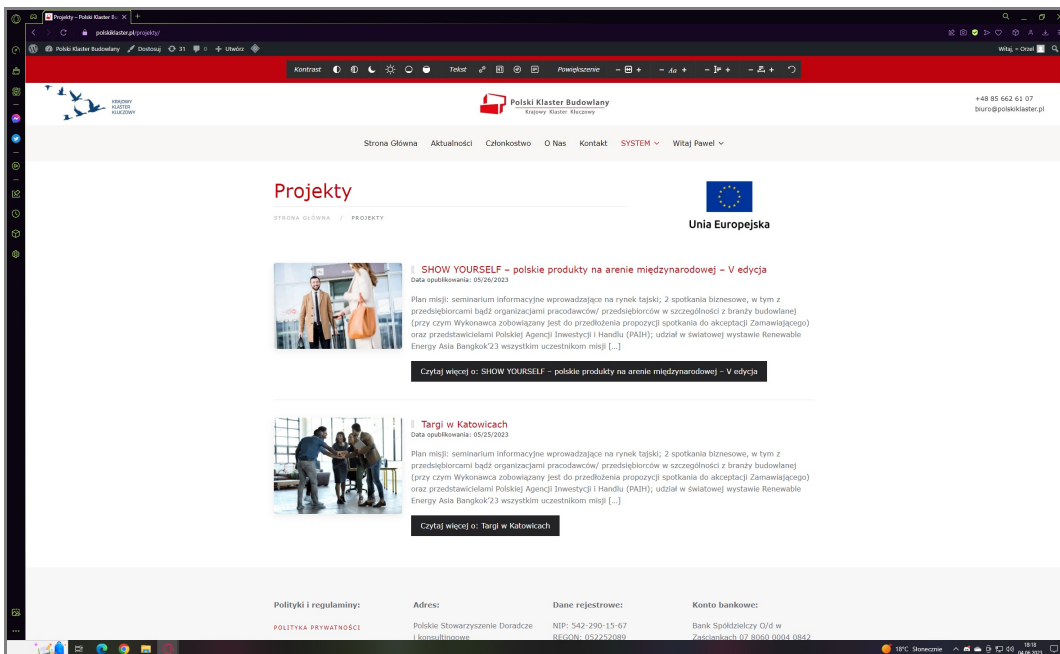 Projekty – Polski Klaster Bu
polskiklaster.pl/projekty/
Polski Klaster Budowlany Dostosuj 31 0 Utwórz Witaj, ~ Orzeł
Kontrast Tekst Powiększenie – + – Aa + – + – +
KRAJOWY
KLASTER
KLUCZOWY
Polski Klaster Budowlany
Krajowy Klaster Kluczowy
+48 85 662 61 07
biuro@polskiklaster.pl
Strona Główna Aktualności Członkostwo O Nas Kontakt SYSTEM Witaj Pawel
Projekty
STRONA GŁÓWNA / PROJEKTY
Unia Europejska
SHOW YOURSELF – polskie produkty na arenie międzynarodowej – V edycja
Data opublikowania: 05/26/2023
Plan misji: seminarium informacyjne wprowadzające na rynek tajski; 2 spotkania biznesowe, w tym z
przedsiębiorcami bądź organizacjami pracodawców/ przedsiębiorców w szczególności z branży budowlanej
(przy czym Wykonawca zobowiązany jest do przedłożenia propozycji spotkania do akceptacji Zamawiającego)
oraz przedstawicielami Polskiej Agencji Inwestycji i Handlu (PAIH); udział w światowej wystawie Renewable
Energy Asia Bangkok'23 wszystkim uczestnikom misji [...]
Czytaj więcej o: SHOW YOURSELF – polskie produkty na arenie międzynarodowej – V edycja
Targi w Katowicach
Data opublikowania: 05/25/2023
Plan misji: seminarium informacyjne wprowadzające na rynek tajski; 2 spotkania biznesowe, w tym z
przedsiębiorcami bądź organizacjami pracodawców/ przedsiębiorców w szczególności z branży budowlanej
(przy czym Wykonawca zobowiązany jest do przedłożenia propozycji spotkania do akceptacji Zamawiającego)
oraz przedstawicielami Polskiej Agencji Inwestycji i Handlu (PAIH); udział w światowej wystawie Renewable
Energy Asia Bangkok'23 wszystkim uczestnikom misji [...]
Czytaj więcej o: Targi w Katowicach
Polityki i regulaminy: Adres: Dane rejestrowe: Konto bankowe:
POLITYKA PRYWATNOŚCI Polskie Stowarzyszenie Doradcze NIP: 542-290-15-67 Bank Spółdzielczy O/d w
i konsultingowe REGON: 052252089 Zaściankach 07 8060 0004 0842
18°C Słonecznie 18:18
04.06.2023